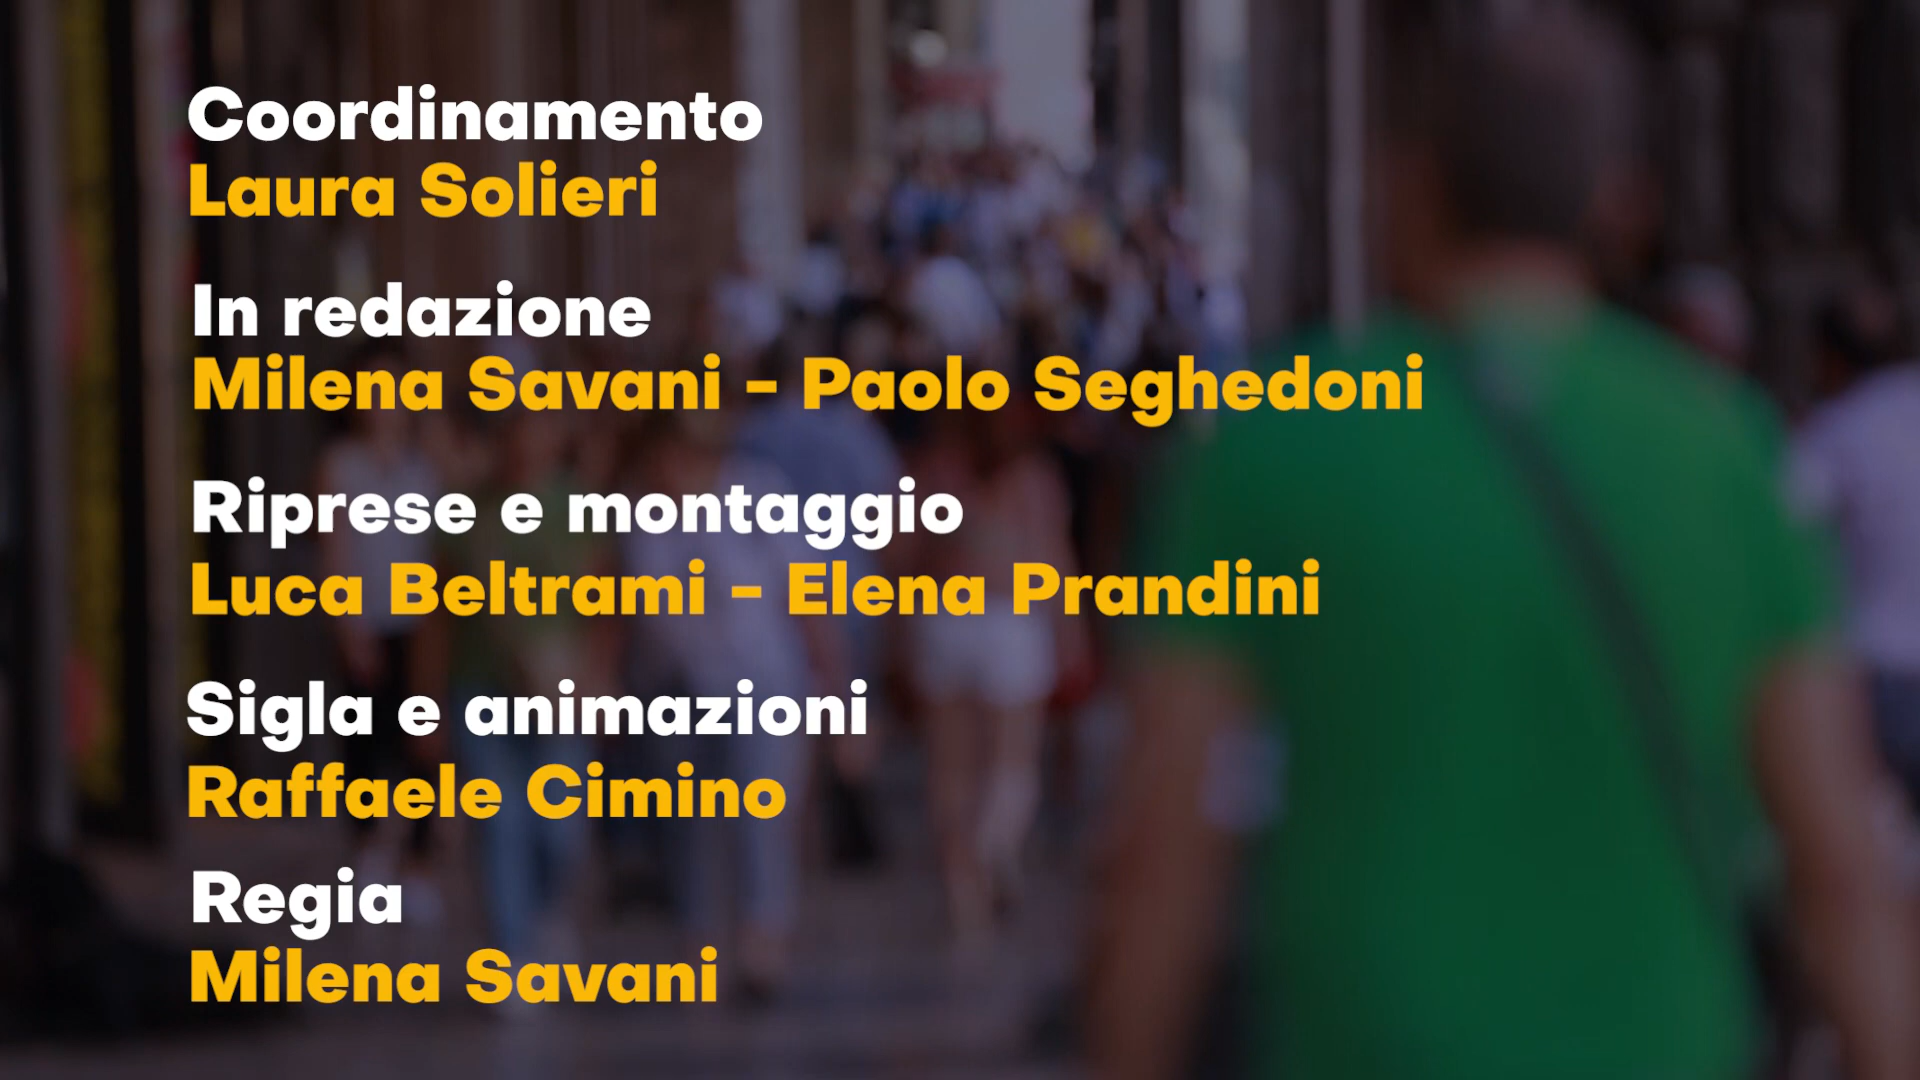 Coordinamento
Laura Solieri
In redazione
Milena Savani - Paolo Seghedoni
Riprese e montaggio
Luca Beltrami - Elena Prandini
Sigla e animazioni
Raffaele Cimino
Regia
Milena Savani